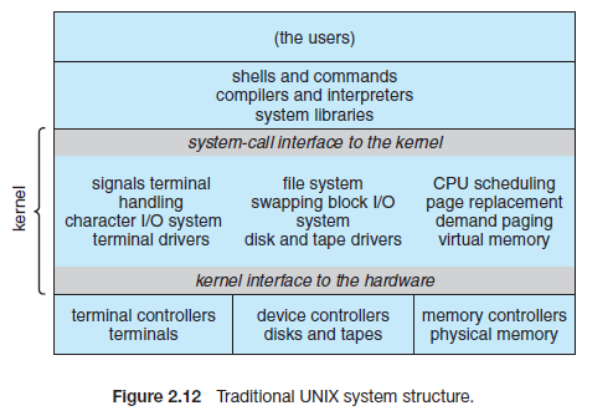 (the users)
shells and commands
compilers and interpreters
system libraries
system-call interface to the kernel
kernel
signals terminal
handling
character I/O system
terminal drivers
file system
swapping block I/O
system
disk and tape drivers
CPU scheduling
page replacement
demand paging
virtual memory
kernel interface to the hardware
terminal controllers
terminals
device controllers
disks and tapes
memory controllers
physical memory
Figure 2.12 Traditional UNIX system structure.